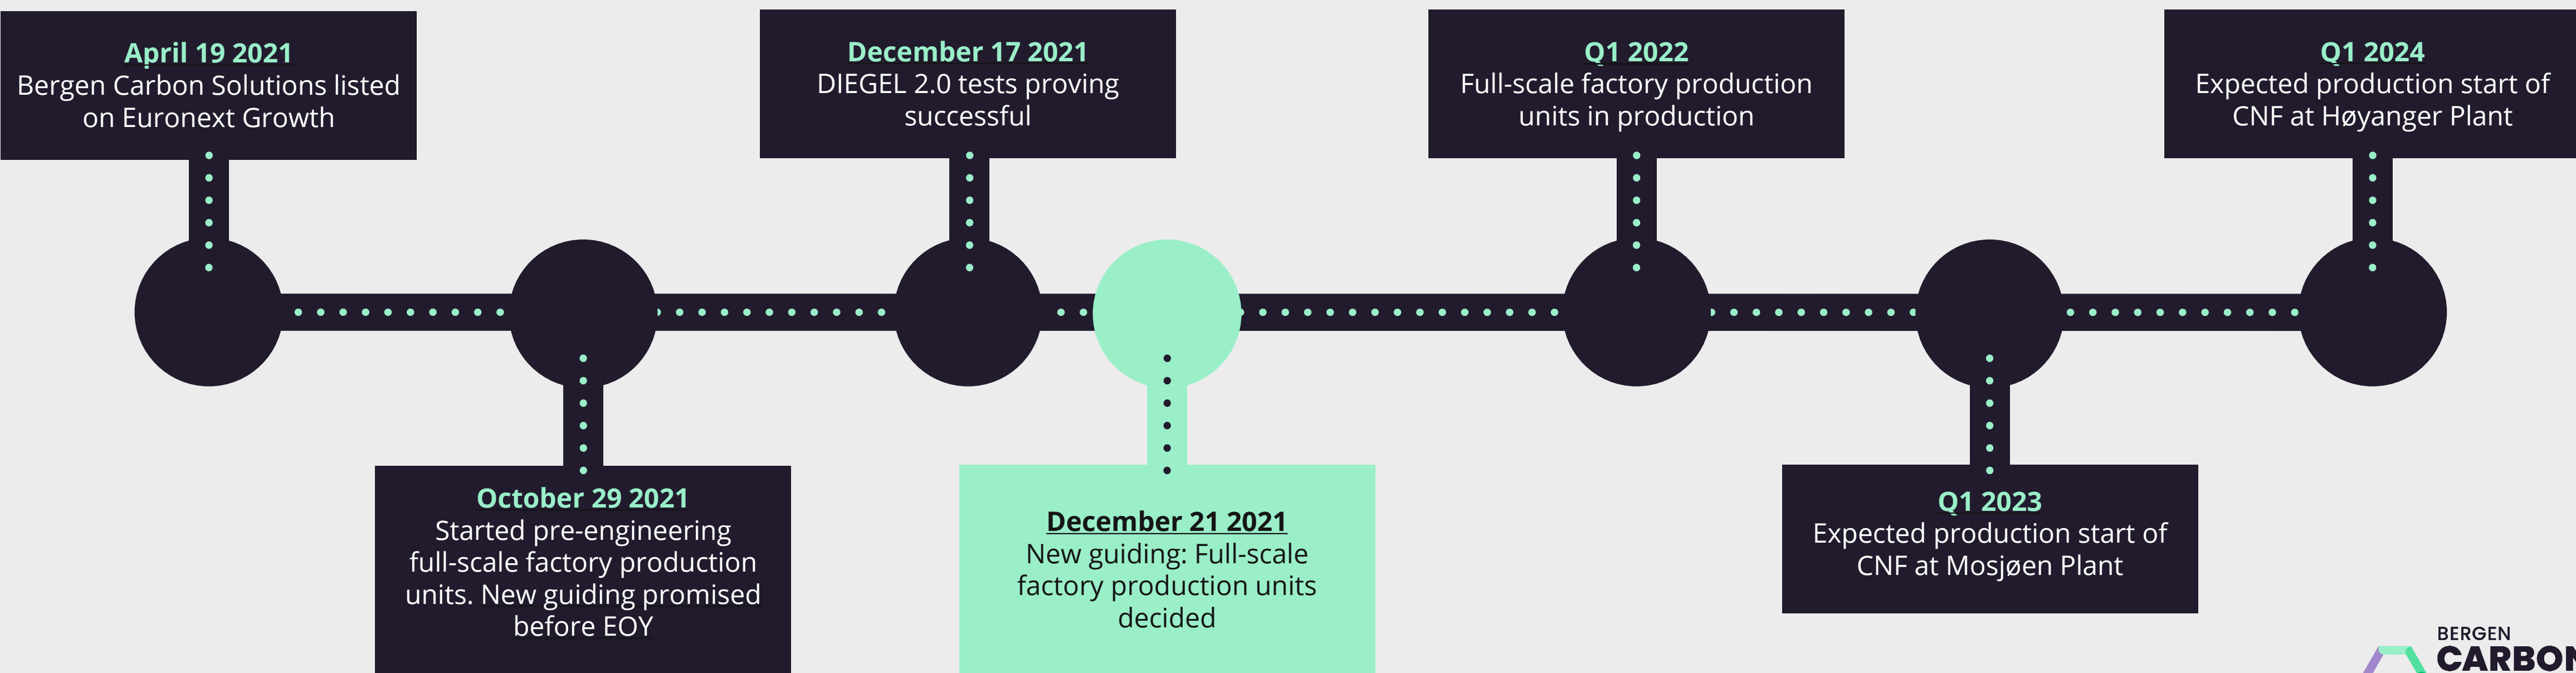 April 19 2021
Bergen Carbon Solutions listed
on Euronext Growth
October 29 2021
Started pre-engineering
full-scale factory production
units. New guiding promised
before EOY
December 17 2021
DIEGEL 2.0 tests proving
successful
December 21 2021
New guiding: Full-scale
factory production units
decided
Q1 2022
Full-scale factory production
units in production
Q1 2023
Expected production start of
CNF at Mosjøen Plant
Q1 2024
Expected production start of
CNF at Høyanger Plant
BERGEN
CARBON